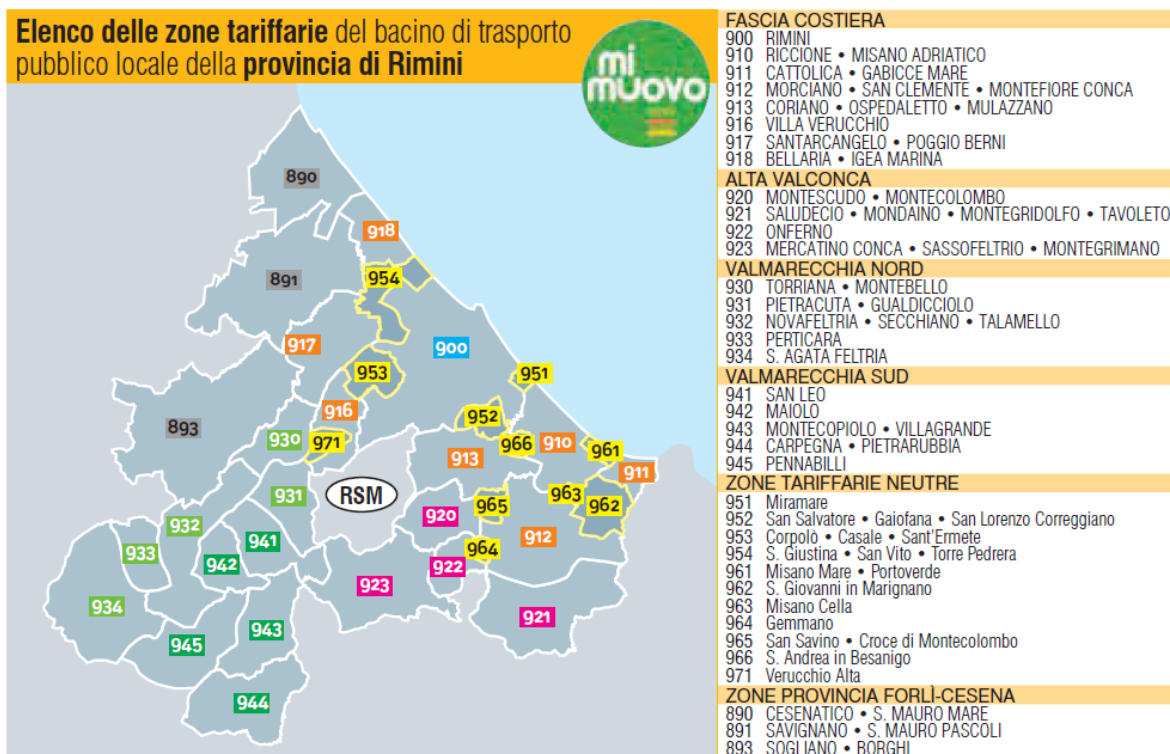 Elenco delle zone tariffarie del bacino di trasporto
pubblico locale della provincia di Rimini
mi
muovo
890
918
891
954
917
900
953
951
916
952
893
930
971
966
910
961
913
911
931
RSM
963
962
965
920
932
941
912
933
942
964
922
923
934
921
943
945
944
FASCIA COSTIERA
900 RIMINI
910 RICCIONE • MISANO ADRIATICO
911 CATTOLICA • GABICCE MARE
912 MORCIANO • SAN CLEMENTE • MONTEFIORE CONCA
913 CORIANO • OSPEDALETTO • MULAZZANO
916 VILLA VERUCCHIO
917 SANTARCANGELO • POGGIO BERNI
918 BELLARIA • IGEA MARINA
ALTA VALCONCA
920 MONTESCUDO • MONTECOLOMBO
921 SALUDECIO • MONDAINO • MONTEGRIDOLFO • TAVOLETO
922 ONFERNO
923 MERCATINO CONCA • SASSOFELTRIO • MONTEGRIMANO
VALMARECCHIA NORD
930 TORRIANA • MONTEBELLO
931 PIETRACUTA • GUALDICCIOLO
932 NOVAFELTRIA • SECCHIANO • TALAMELLO
933 PERTICARA
934 S. AGATA FELTRIA
VALMARECCHIA SUD
941 SAN LEO
942 MAIOLO
943 MONTECOPIOLO • VILLAGRANDE
944 CARPEGNA • PIETRARUBBIA
945 PENNABILLI
ZONE TARIFFARIE NEUTRE
951 Miramare
952 San Salvatore • Gaiofana • San Lorenzo Correggiano
953 Corpolò • Casale • Sant'Ermete
954 S. Giustina • San Vito • Torre Pedrera
961 Misano Mare • Portoverde
962 S. Giovanni in Marignano
963 Misano Cella
964 Gemmano
965 San Savino • Croce di Montecolombo
966 S. Andrea in Besanigo
971 Verucchio Alta
ZONE PROVINCIA FORLÌ-CESENA
890 CESENATICO • S. MAURO MARE
891 SAVIGNANO • S. MAURO PASCOLI
893 SOGLIANO • BORGHI